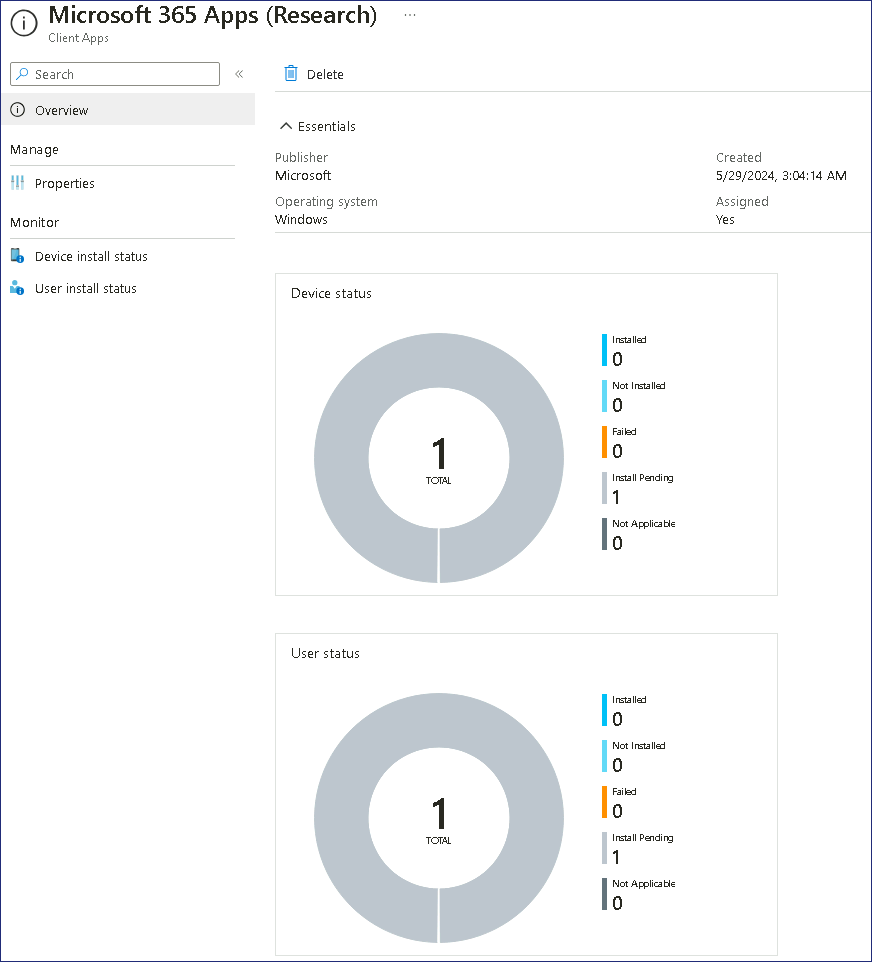 Microsoft 365 Apps (Research) ...
Client Apps
Search
«
Delete
Overview
Manage
Properties
Monitor
Device install status
User install status
Essentials
Publisher
Microsoft
Operating system
Windows
Created
5/29/2024, 3:04:14 AM
Assigned
Yes
Device status
1
TOTAL
Installed
0
Not Installed
0
Failed
0
Install Pending
1
Not Applicable
0
User status
1
TOTAL
Installed
0
Not Installed
0
Failed
0
Install Pending
1
Not Applicable
0